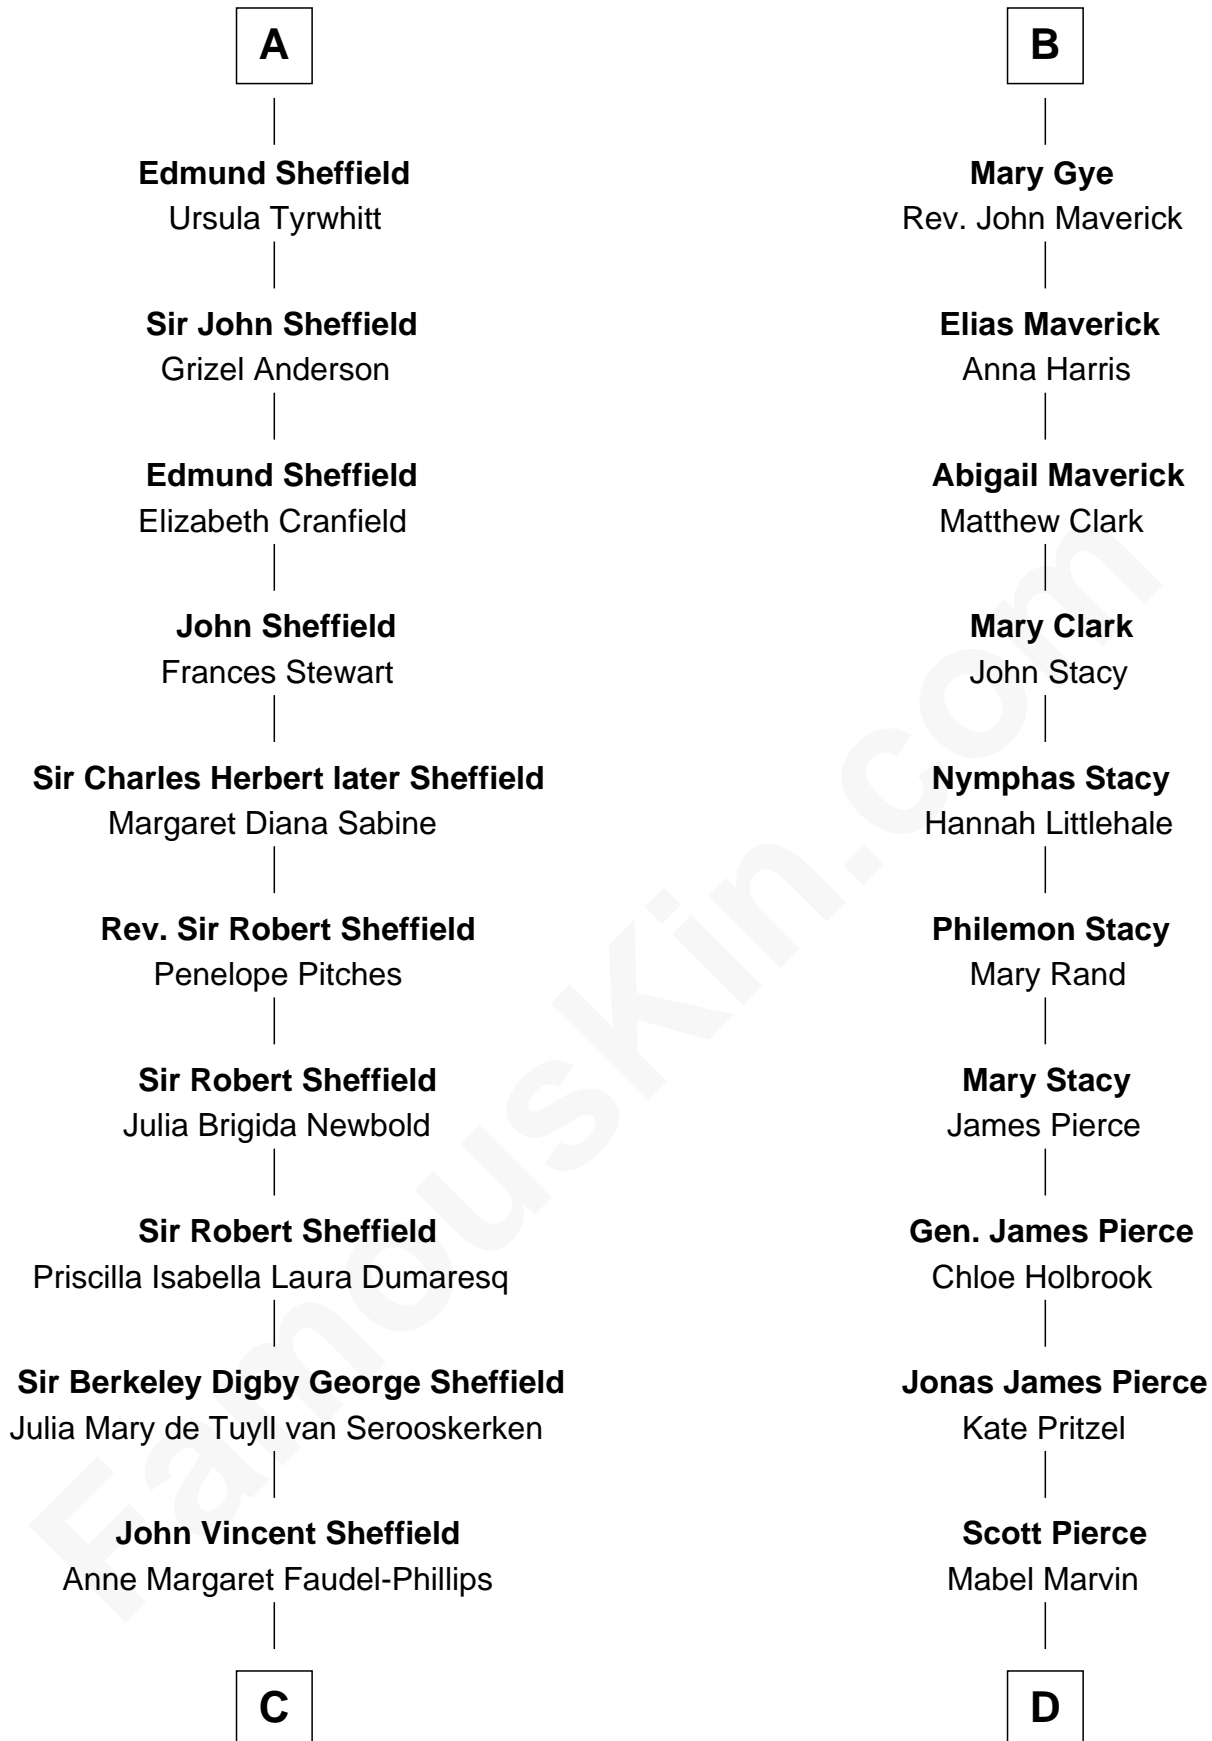 A
Edmund Sheffield
Ursula Tyrwhitt
Sir John Sheffield
Grizel Anderson
Edmund Sheffield
Elizabeth Cranfield
John Sheffield
Frances Stewart
Sir Charles Herbert later Sheffield
Margaret Diana Sabine
Rev. Sir Robert Sheffield
Penelope Pitches
Sir Robert Sheffield
Julia Brigida Newbold
Sir Robert Sheffield
Priscilla Isabella Laura Dumaresq
Sir Berkeley Digby George Sheffield
Julia Mary de Tuyll van Serooskerken
John Vincent Sheffield
Anne Margaret Faudel-Phillips
C
B
Mary Gye
Rev. John Maverick
Elias Maverick
Anna Harris
Abigail Maverick
Matthew Clark
Mary Clark
John Stacy
Nymphas Stacy
Hannah Littlehale
Philemon Stacy
Mary Rand
Mary Stacy
James Pierce
Gen. James Pierce
Chloe Holbrook
Jonas James Pierce
Kate Pritzel
Scott Pierce
Mabel Marvin
D
FamousKin.com